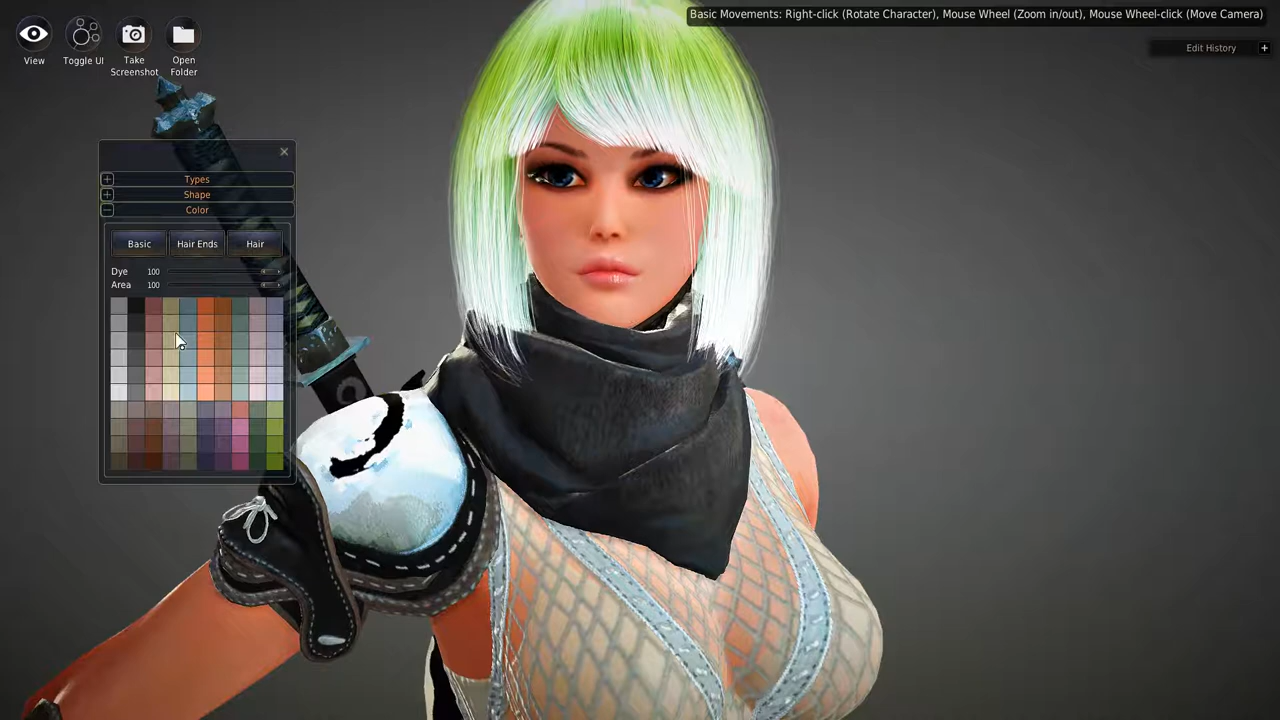 Basic Movements: Right-click (Rotate Character), Mouse Wheel (Zoom in/out), Mouse Wheel-click (Move Camera)
Edit History +
View
Toggle UI
Take
Screenshot
Open
Folder
Types
Shape
Color
Basic
Hair Ends
Hair
Dye 100
Area 100